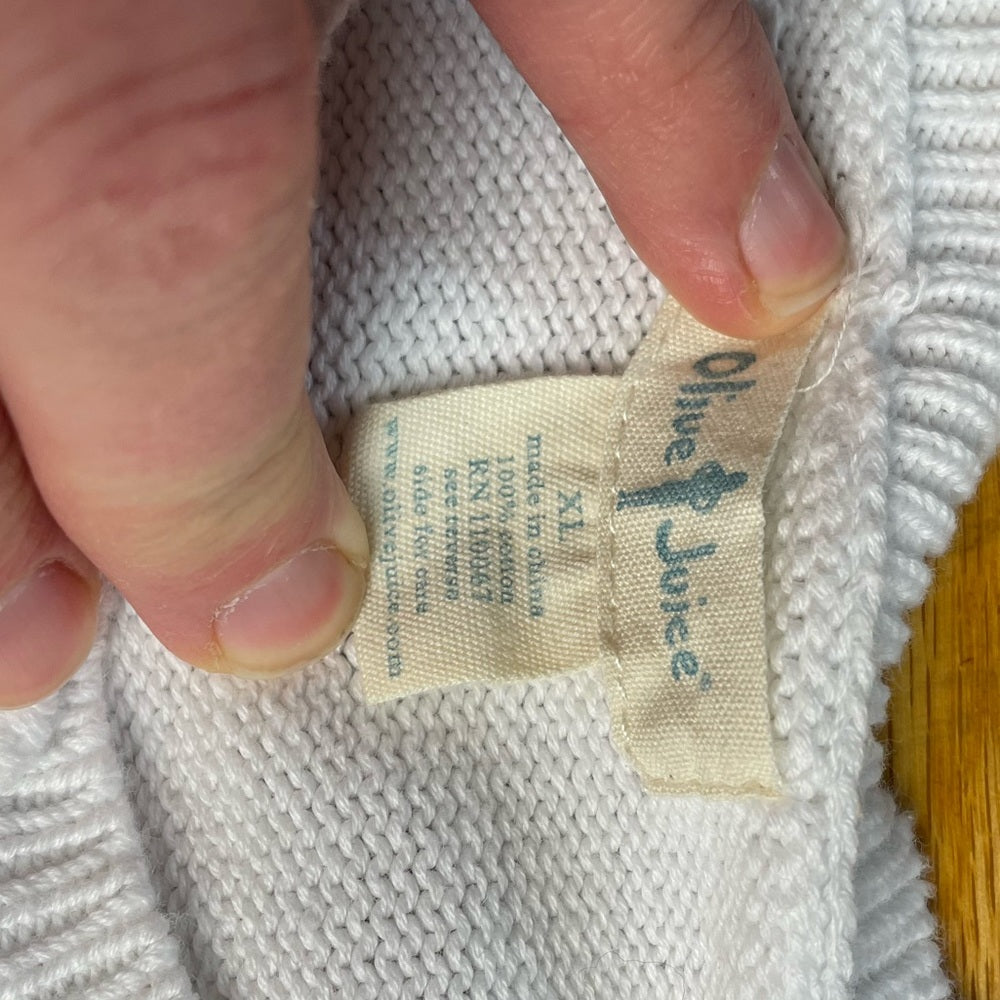 Olive Juice®
XL
made in china
100% cotton
see reverse
side for care
www.olivejuice.com